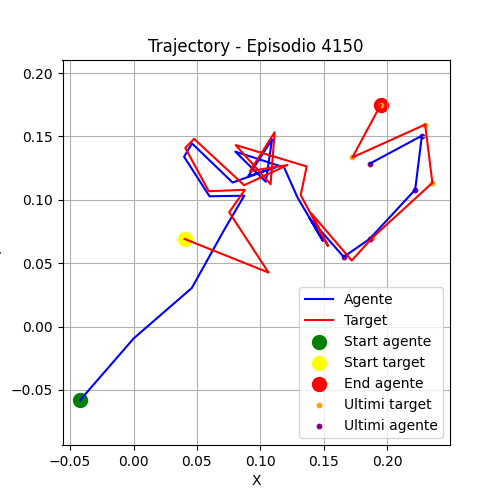 Trajectory - Episodio 4150
0.20
0.15
0.10
0.05
0.00
−0.05
−0.05
0.00
0.05
0.10
0.15
0.20
X
Agente
Target
Start agente
Start target
End agente
Ultimi target
Ultimi agente